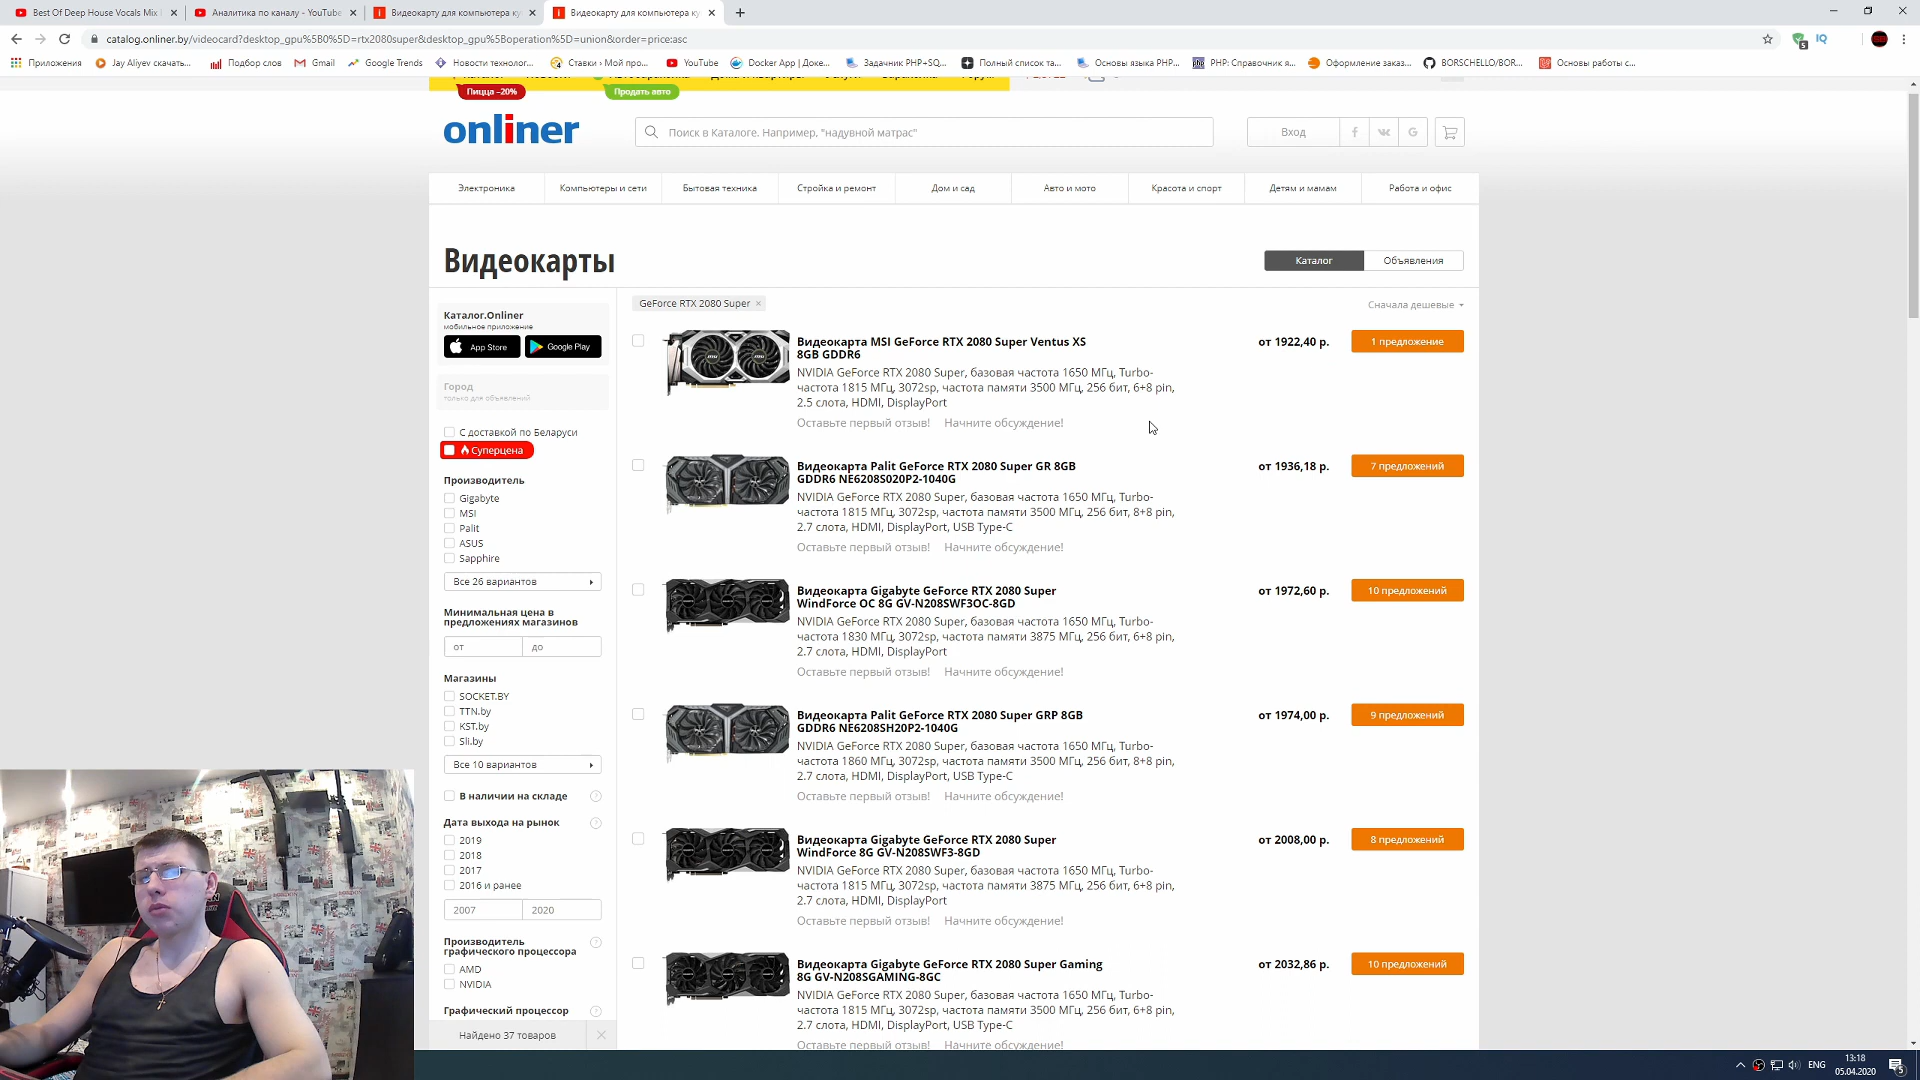 Best Of Deep House Vocals Mix
Аналитика по каналу - YouTube
Видеокарту для компьютера ку
Видеокарту для компьютера ку
catalog.onliner.by/videocard?desktop_gpu%5B0%5D=rtx2080super&desktop_gpu%5Boperation%5D=union&order=price:asc
Приложения
Jay Aliyev скачать...
Подбор слов
Gmail
Google Trends
Новости технолог...
Ставки › Мой про...
YouTube
Docker App | Доке...
Задачник PHP+SQ...
Полный список та...
Основы языка PHP...
PHP: Справочник я...
Оформление заказ...
BORSCHELLO/BOR...
Основы работы с...
Пицца –20%
Продать авто
onliner
Поиск в Каталоге. Например, "надувной матрас"
Вход
Электроника
Компьютеры и сети
Бытовая техника
Стройка и ремонт
Дом и сад
Авто и мото
Красота и спорт
Детям и мамам
Работа и офис
Видеокарты
Каталог
Объявления
Каталог.Onliner
мобильное приложение
App Store
Google Play
Город
только для объявлений
С доставкой по Беларуси
Суперцена
Производитель
Gigabyte
MSI
Palit
ASUS
Sapphire
Все 26 вариантов
Минимальная цена в
предложениях магазинов
от
до
Магазины
SOCKET.BY
TTN.by
KST.by
Sli.by
Все 10 вариантов
В наличии на складе
Дата выхода на рынок
2019
2018
2017
2016 и ранее
2007
2020
Производитель
графического процессора
AMD
NVIDIA
Графический процессор
Найдено 37 товаров
GeForce RTX 2080 Super ×
Сначала дешевые
Видеокарта MSI GeForce RTX 2080 Super Ventus XS
8GB GDDR6
NVIDIA GeForce RTX 2080 Super, базовая частота 1650 МГц, Turbo-
частота 1815 МГц, 3072sp, частота памяти 3500 МГц, 256 бит, 6+8 pin,
2.5 слота, HDMI, DisplayPort
Оставьте первый отзыв! Начните обсуждение!
от 1922,40 р.
1 предложение
Видеокарта Palit GeForce RTX 2080 Super GR 8GB
GDDR6 NE6208S020P2-1040G
NVIDIA GeForce RTX 2080 Super, базовая частота 1650 МГц, Turbo-
частота 1815 МГц, 3072sp, частота памяти 3500 МГц, 256 бит, 8+8 pin,
2.7 слота, HDMI, DisplayPort, USB Type-C
Оставьте первый отзыв! Начните обсуждение!
от 1936,18 р.
7 предложений
Видеокарта Gigabyte GeForce RTX 2080 Super
WindForce OC 8G GV-N208SWF3OC-8GD
NVIDIA GeForce RTX 2080 Super, базовая частота 1650 МГц, Turbo-
частота 1830 МГц, 3072sp, частота памяти 3875 МГц, 256 бит, 6+8 pin,
2.7 слота, HDMI, DisplayPort
Оставьте первый отзыв! Начните обсуждение!
от 1972,60 р.
10 предложений
Видеокарта Palit GeForce RTX 2080 Super GRP 8GB
GDDR6 NE6208SH20P2-1040G
NVIDIA GeForce RTX 2080 Super, базовая частота 1650 МГц, Turbo-
частота 1860 МГц, 3072sp, частота памяти 3500 МГц, 256 бит, 8+8 pin,
2.7 слота, HDMI, DisplayPort, USB Type-C
Оставьте первый отзыв! Начните обсуждение!
от 1974,00 р.
9 предложений
Видеокарта Gigabyte GeForce RTX 2080 Super
WindForce 8G GV-N208SWF3-8GD
NVIDIA GeForce RTX 2080 Super, базовая частота 1650 МГц, Turbo-
частота 1815 МГц, 3072sp, частота памяти 3875 МГц, 256 бит, 6+8 pin,
2.7 слота, HDMI, DisplayPort
Оставьте первый отзыв! Начните обсуждение!
от 2008,00 р.
8 предложений
Видеокарта Gigabyte GeForce RTX 2080 Super Gaming
8G GV-N208SGAMING-8GC
NVIDIA GeForce RTX 2080 Super, базовая частота 1650 МГц, Turbo-
частота 1815 МГц, 3072sp, частота памяти 3500 МГц, 256 бит, 6+8 pin,
2.7 слота, HDMI, DisplayPort, USB Type-C
Оставьте первый отзыв! Начните обсуждение!
от 2032,86 р.
10 предложений
ENG
13:18
05.04.2020